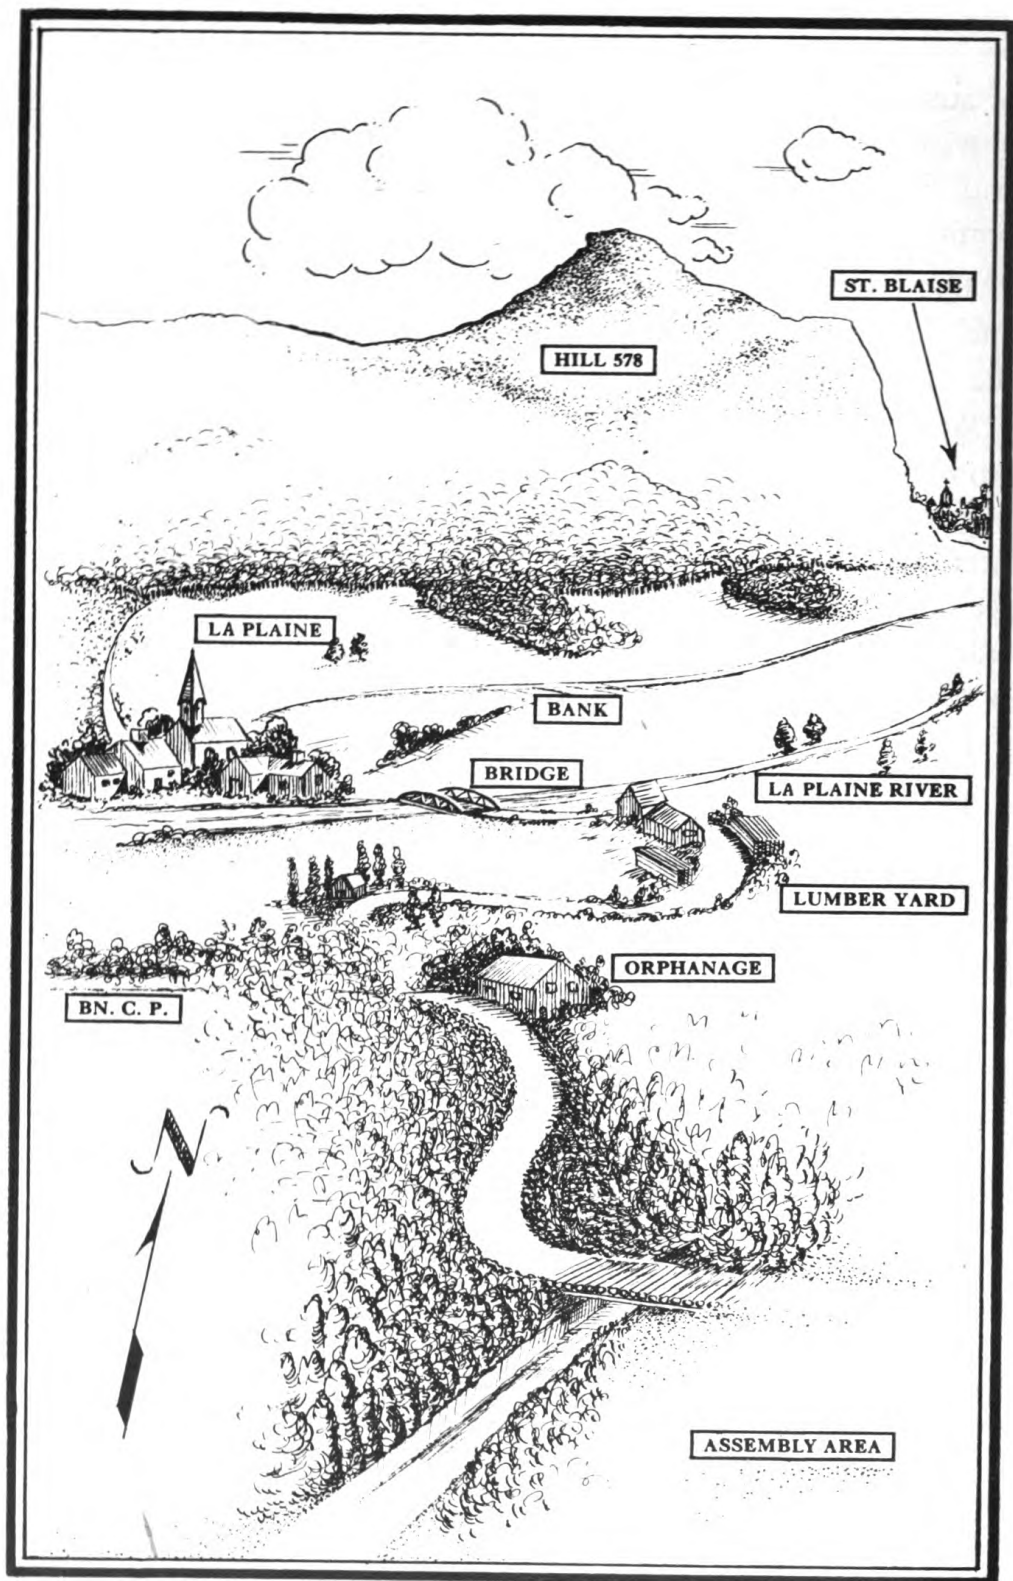 ST. BLAISE
HILL 578
LA PLAINE
BANK
BRIDGE
LA PLAINE RIVER
LUMBER YARD
ORPHANAGE
BN. C. P.
N
ASSEMBLY AREA